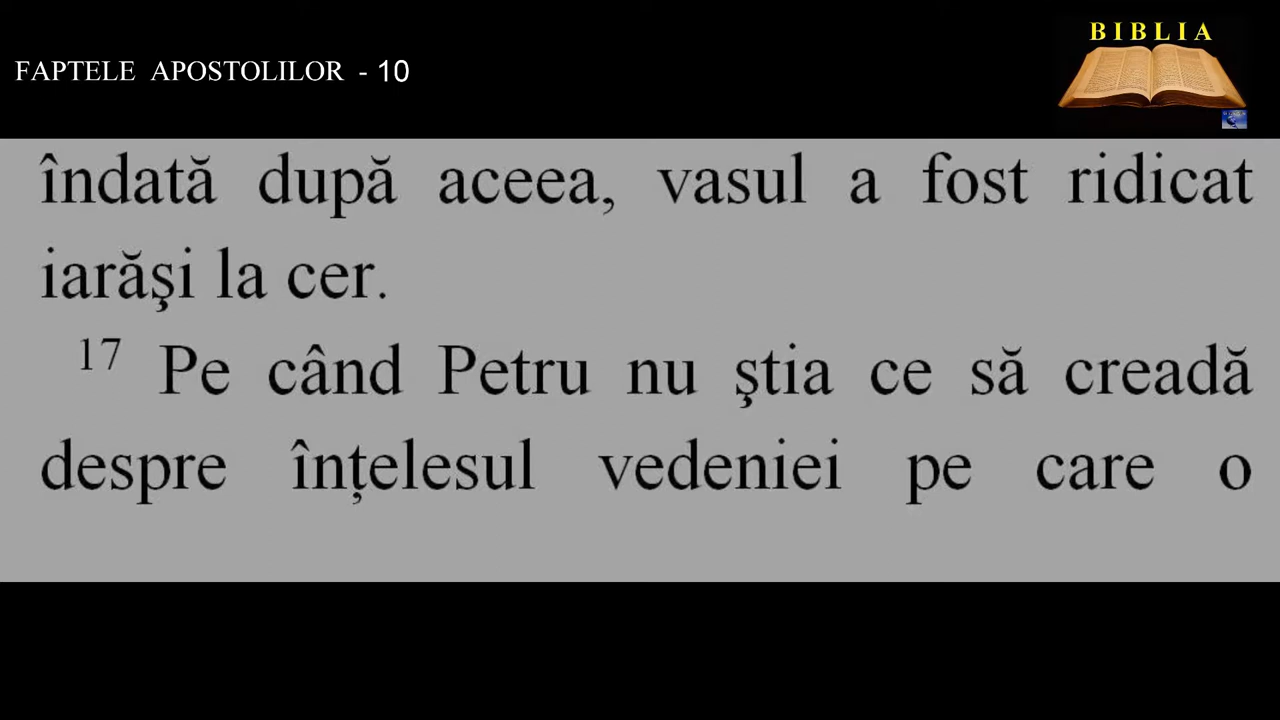 BIBLIA
FAPTELE APOSTOLILOR - 10
îndată după aceea, vasul a fost ridicat
iarăşi la cer.
17 Pe când Petru nu ştia ce să creadă
despre înțelesul vedeniei pe care o